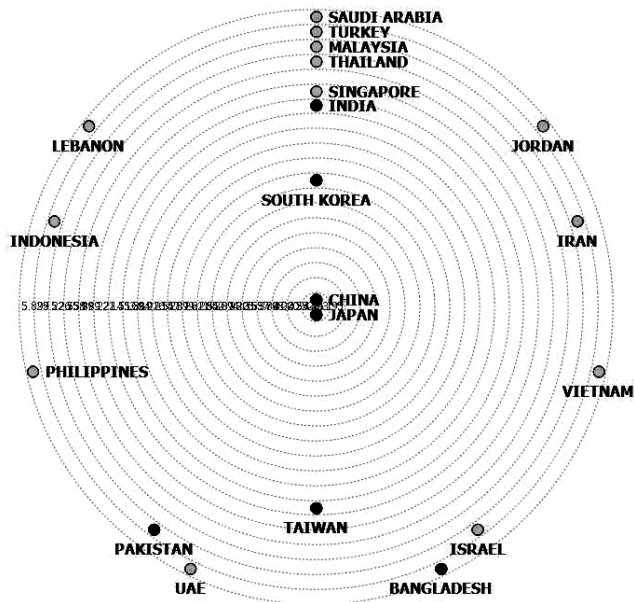 SAUDI ARABIA
TURKEY
MALAYSIA
THAILAND
SINGAPORE
INDIA
LEBANON
JORDAN
SOUTH KOREA
INDONESIA
IRAN
CHINA
JAPAN
PHILIPPINES
VIETNAM
TAIWAN
PAKISTAN
ISRAEL
UAE
BANGLADESH